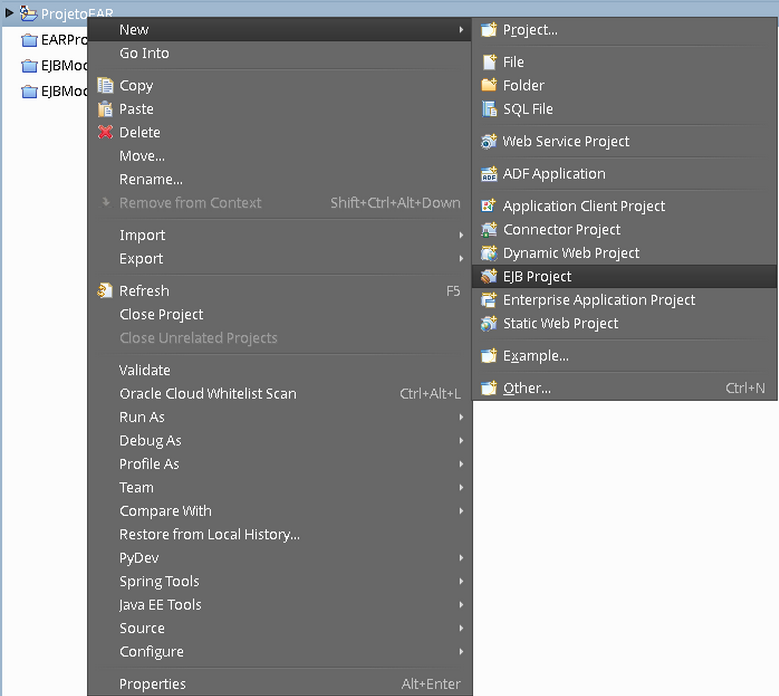 ProjetoEAR
EARPro
EJBMod
EJBMod
New
Go Into
Copy
Paste
Delete
Move...
Rename...
Remove from Context Shift+Ctrl+Alt+Down
Import
Export
Refresh F5
Close Project
Close Unrelated Projects
Validate
Oracle Cloud Whitelist Scan Ctrl+Alt+L
Run As
Debug As
Profile As
Team
Compare With
Restore from Local History...
PyDev
Spring Tools
Java EE Tools
Source
Configure
Properties Alt+Enter
Project...
File
Folder
SQL File
Web Service Project
ADF Application
Application Client Project
Connector Project
Dynamic Web Project
EJB Project
Enterprise Application Project
Static Web Project
Example...
Other... Ctrl+N